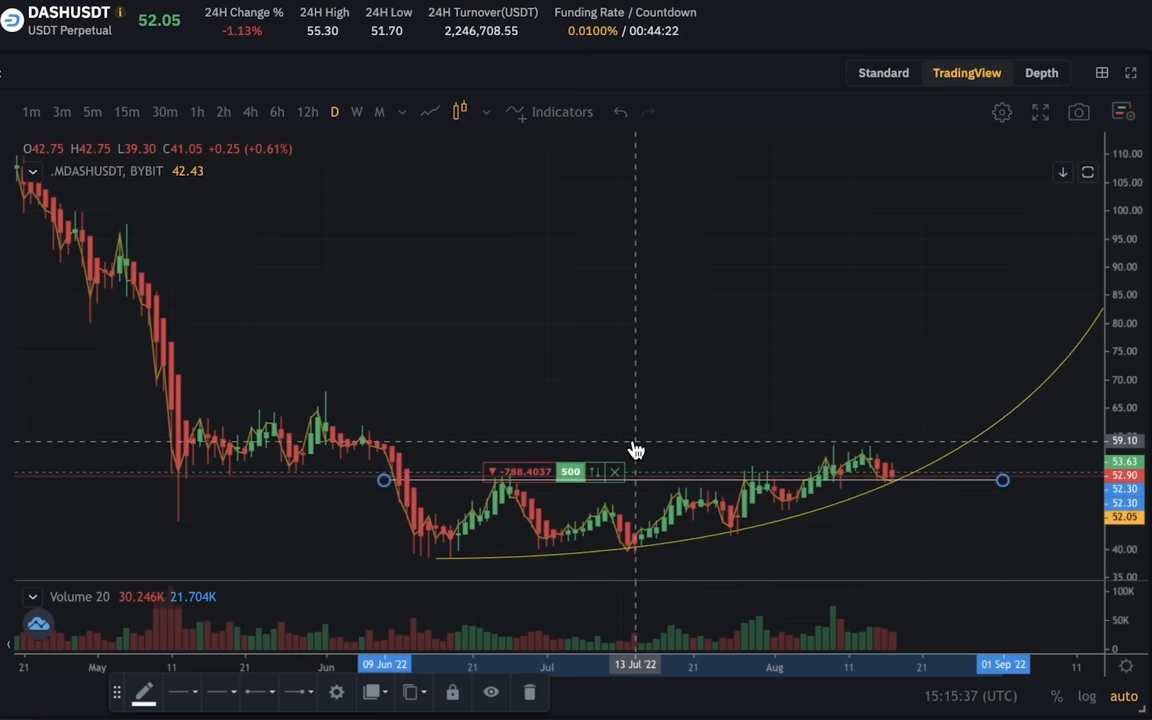 DASHUSDT
USDT Perpetual
52.05
24H Change %
-1.13%
24H High
55.30
24H Low
51.70
24H Turnover(USDT)
2,246,708.55
Funding Rate / Countdown
0.0100% / 00:44:22
Standard
TradingView
Depth
1m 3m 5m 15m 30m 1h 2h 4h 6h 12h D W M
Indicators
O42.75 H42.75 L39.30 C41.05 +0.25 (+0.61%)
.MDASHUSDT, BYBIT 42.43
-788.4037 500
110.00
105.00
100.00
95.00
90.00
85.00
80.00
75.00
70.00
65.00
59.10
53.63
52.90
52.30
52.30
52.05
40.00
35.00
Volume 20 30.246K 21.704K
100K
50K
0
21 May 11 21 Jun 09 Jun '22 21 Jul 13 Jul '22 21 Aug 11 21 01 Sep '22 11
15:15:37 (UTC) % log auto